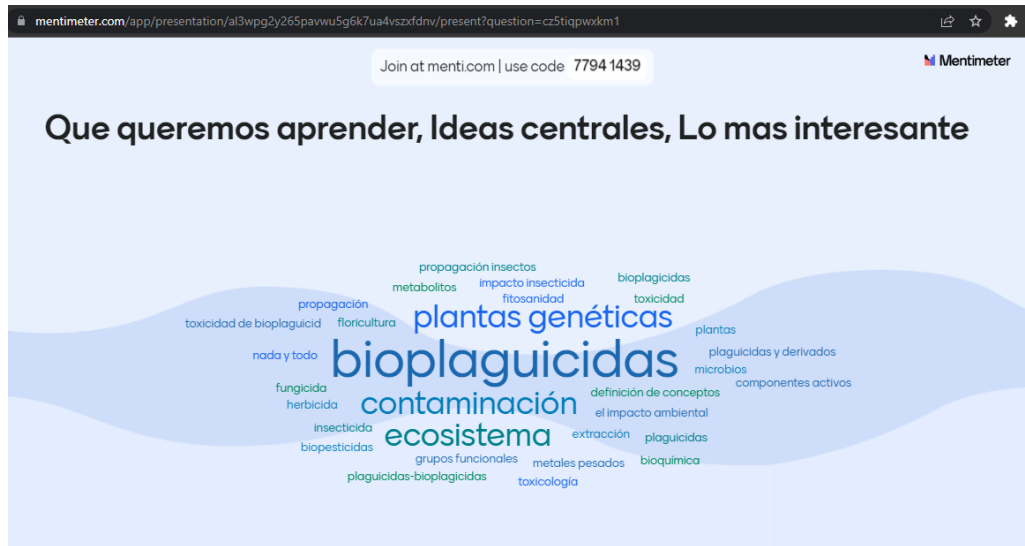 mentimeter.com/app/presentation/al3wpg2y265pavwu5g6k7ua4vszxfdnv/present?question=cz5tiqpwxkm1
Join at menti.com | use code 7794 1439
Mentimeter
Que queremos aprender, Ideas centrales, Lo mas interesante
propagación insectos
metabolitos
impacto insecticida
bioplagicidas
propagación
fitosanidad
toxicidad
toxicidad de bioplaguicid
floricultura
plantas genéticas
plantas
nada y todo
bioplaguicidas
plaguicidas y derivados
microbios
componentes activos
fungicida
herbicida
contaminación
definición de conceptos
el impacto ambiental
insecticida
biopesticidas
ecosistema
extracción
plaguicidas
grupos funcionales
metales pesados
bioquímica
plaguicidas-bioplagicidas
toxicología